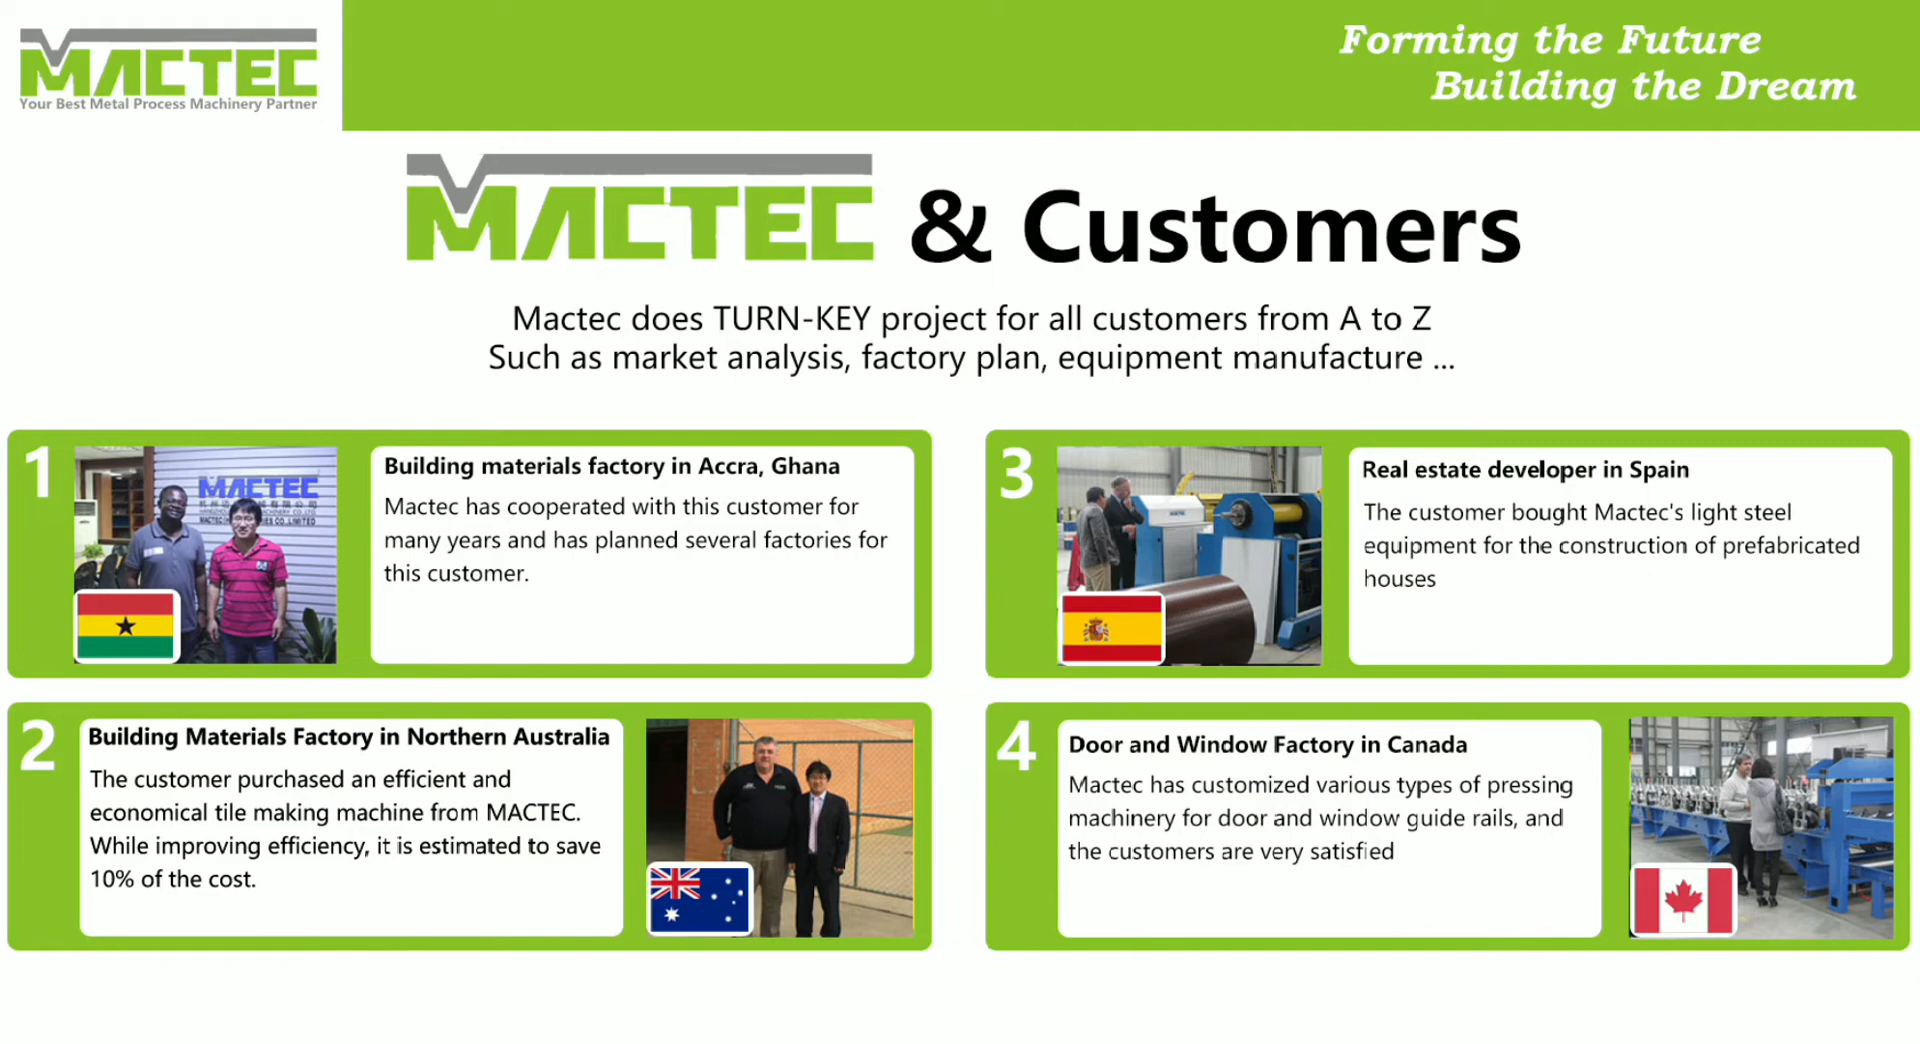 MACTEC
Your Best Metal Process Machinery Partner
Forming the Future
Building the Dream
MACTEC & Customers
Mactec does TURN-KEY project for all customers from A to Z
Such as market analysis, factory plan, equipment manufacture ...
1
MACTEC
Building materials factory in Accra, Ghana
Mactec has cooperated with this customer for
many years and has planned several factories for
this customer.
2
Building Materials Factory in Northern Australia
The customer purchased an efficient and
economical tile making machine from MACTEC.
While improving efficiency, it is estimated to save
10% of the cost.
3
Real estate developer in Spain
The customer bought Mactec's light steel
equipment for the construction of prefabricated
houses
4
Door and Window Factory in Canada
Mactec has customized various types of pressing
machinery for door and window guide rails, and
the customers are very satisfied